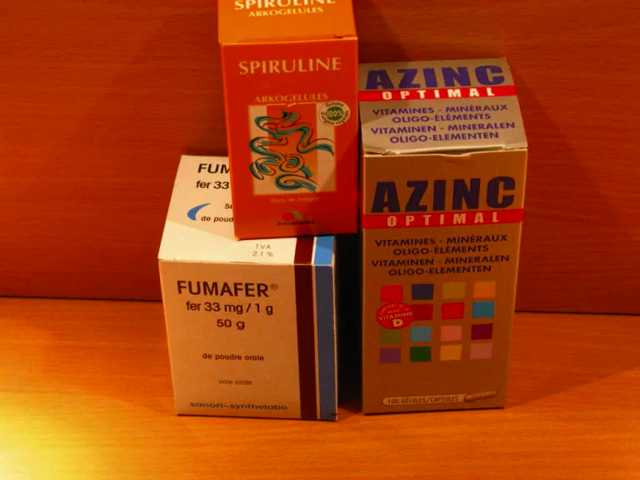 SPIRULINE
ARKOGELULES
SPIRULINE
ARKOGELULES
AZINC
OPTIMAL
VITAMINES - MINÉRAUX
OLIGO-ÉLÉMENTS
VITAMINEN - MINERALEN
OLIGO-ELEMENTEN
AZINC
OPTIMAL
VITAMINES - MINÉRAUX
OLIGO-ÉLÉMENTS
VITAMINEN - MINERALEN
OLIGO-ELEMENTEN
VITAMINE
D
100 GÉLULES/CAPSULES
FUM
fer 33
50
de poud
T.V.A
2,1 %
FUMAFER®
fer 33 mg / 1 g
50 g
de poudre orale
voie orale
sanofi~synthelabo